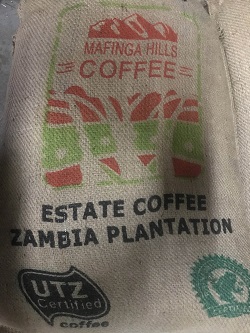 MAFINGA HILLS
COFFEE
ESTATE COFFEE
ZAMBIA PLANTATION
UTZ
Certified
coffee